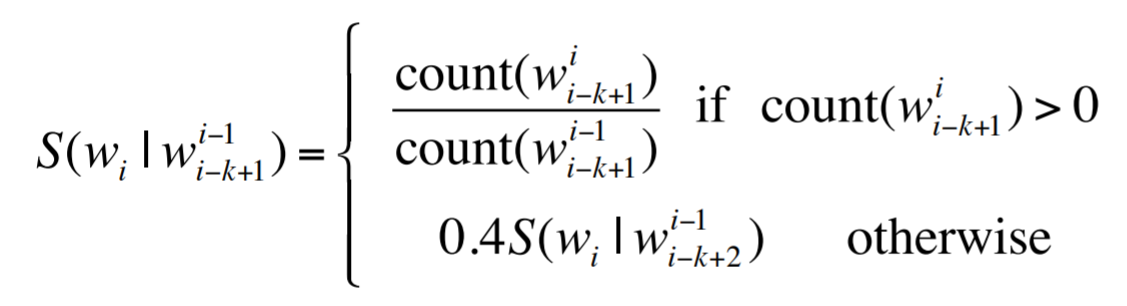 S(w_i | w_{i-k+1}^{i-1}) = { count(w_{i-k+1}^{i}) / count(w_{i-k+1}^{i-1}) if count(w_{i-k+1}^{i}) > 0
0.4S(w_i | w_{i-k+2}^{i-1}) otherwise